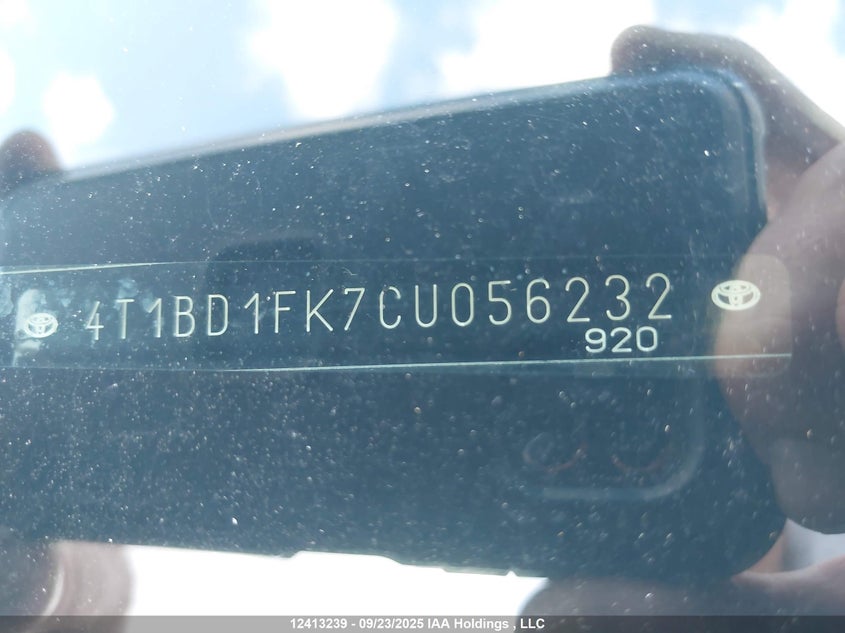 4T1BD1FK7CU056232
920
12413239 - 09/23/2025 IAA Holdings , LLC